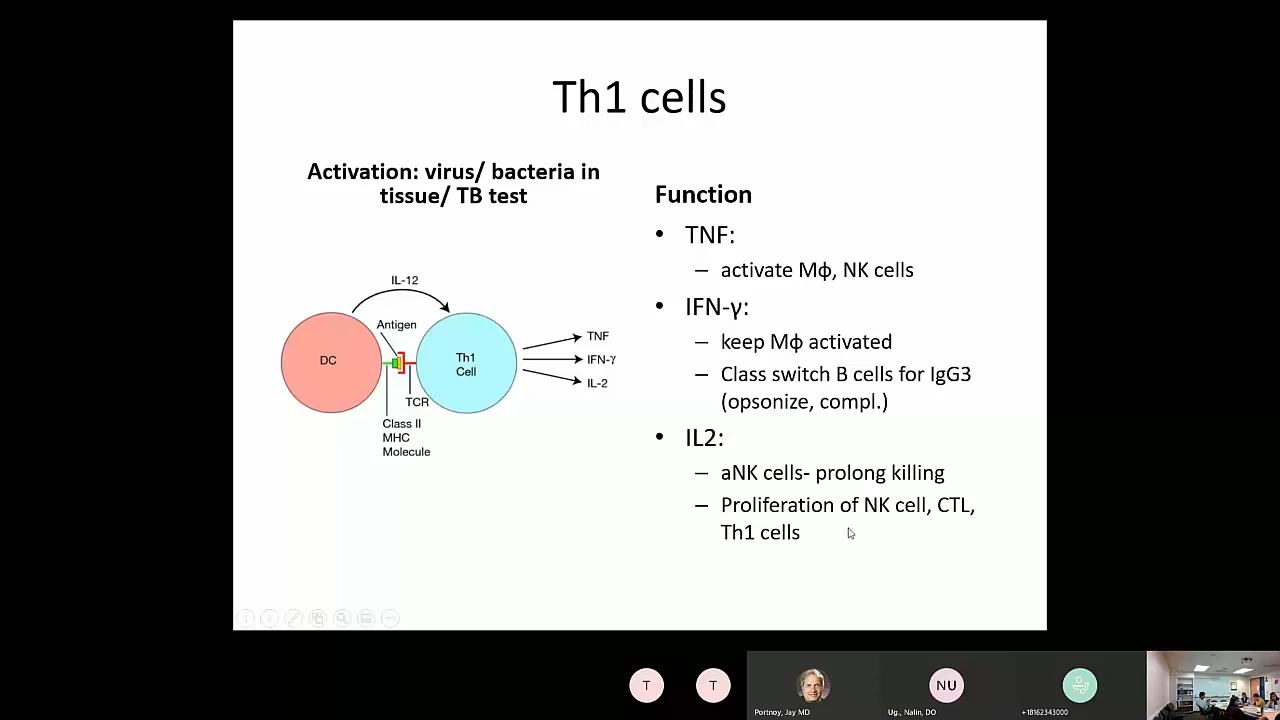 Th1 cells
Activation: virus/ bacteria in
tissue/ TB test
Function
• TNF:
– activate Mϕ, NK cells
• IFN-γ:
– keep Mϕ activated
– Class switch B cells for IgG3
(opsonize, compl.)
• IL2:
– aNK cells- prolong killing
– Proliferation of NK cell, CTL,
Th1 cells
IL-12
Antigen
DC
Th1
Cell
TCR
Class II
MHC
Molecule
TNF
IFN-γ
IL-2
T
T
NU
Portnoy, Jay MD
Ug., Nalin, DO
+18162343000